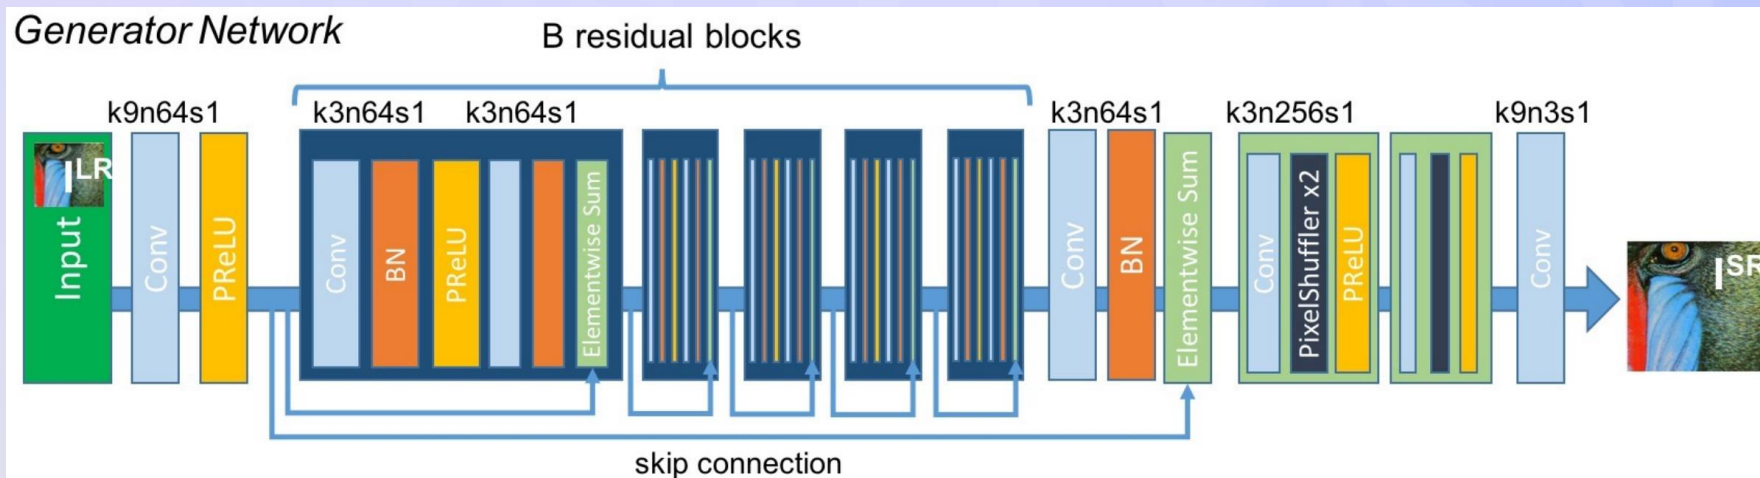 Generator Network
B residual blocks
k9n64s1
k3n64s1
k3n64s1
k3n64s1
k3n256s1
k9n3s1
I^LR
Input
Conv
PReLU
Conv
BN
PReLU
Elementwise Sum
Conv
BN
Elementwise Sum
Conv
PixelShuffler x2
PReLU
Conv
I^SR
skip connection